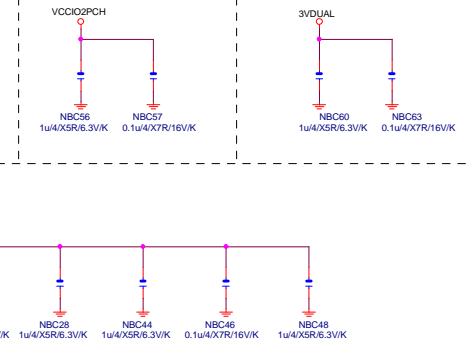 VCCIO2PCH
3VDUAL
NBC56 NBC57 NBC60 NBC63
1u/4/X5R/6.3V/K 0.1u/4/X7R/16V/K 1u/4/X5R/6.3V/K 0.1u/4/X7R/16V/K
NBC28 NBC44 NBC46 NBC48
/K 1u/4/X5R/6.3V/K 1u/4/X5R/6.3V/K 0.1u/4/X7R/16V/K 1u/4/X5R/6.3V/K